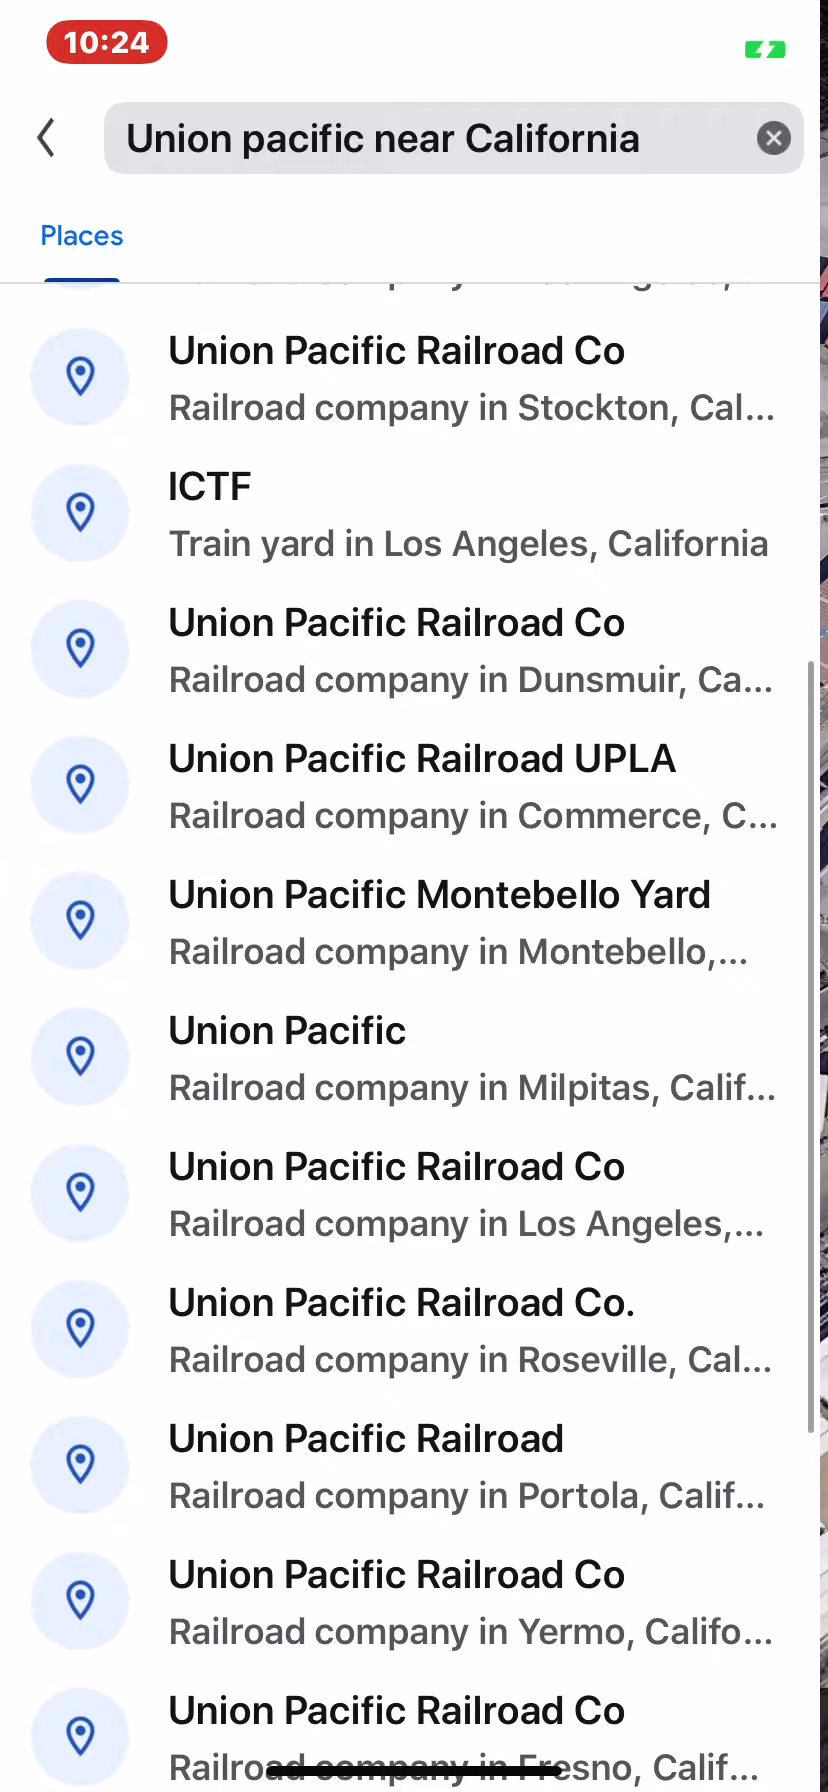 10:24
Union pacific near California
Places
Union Pacific Railroad Co
Railroad company in Stockton, Cal...
ICTF
Train yard in Los Angeles, California
Union Pacific Railroad Co
Railroad company in Dunsmuir, Ca...
Union Pacific Railroad UPLA
Railroad company in Commerce, C...
Union Pacific Montebello Yard
Railroad company in Montebello,...
Union Pacific
Railroad company in Milpitas, Calif...
Union Pacific Railroad Co
Railroad company in Los Angeles,...
Union Pacific Railroad Co.
Railroad company in Roseville, Cal...
Union Pacific Railroad
Railroad company in Portola, Calif...
Union Pacific Railroad Co
Railroad company in Yermo, Califo...
Union Pacific Railroad Co
Railroad company in Fresno, Calif...